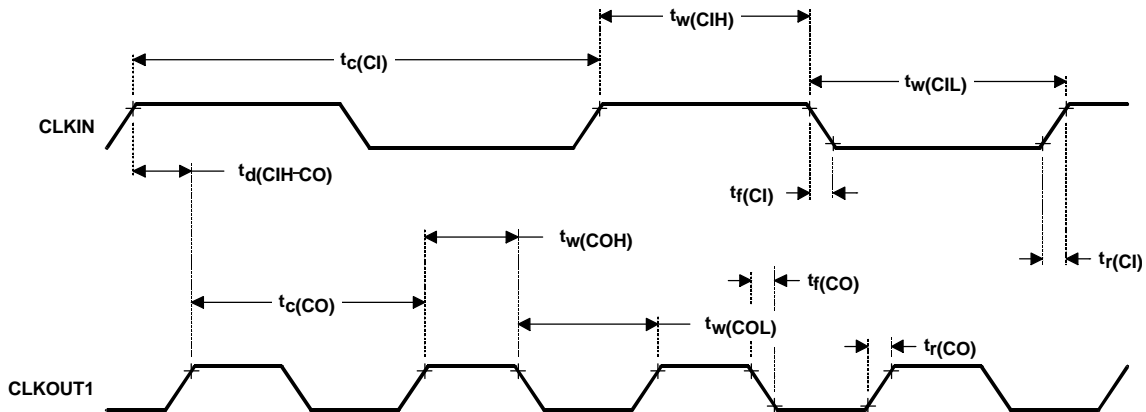 tw(CIH)
tc(CI)
tw(CIL)
CLKIN
td(CIH-CO)
tf(CI)
tw(COH)
tr(CI)
tc(CO)
tf(CO)
tw(COL)
tr(CO)
CLKOUT1